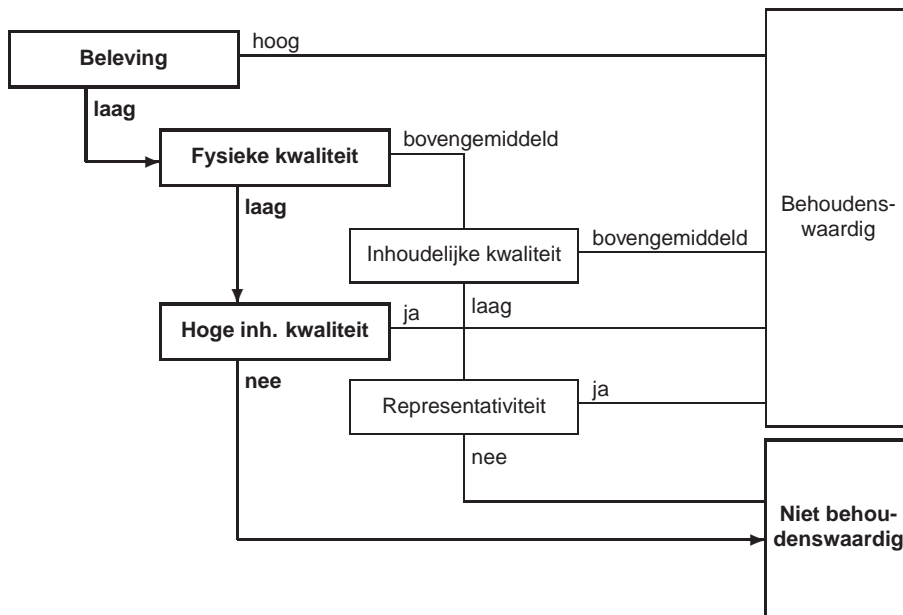 hoog
Beleving
laag
bovengemiddeld
Fysieke kwaliteit
laag
Behoudens-
waardig
bovengemiddeld
Inhoudelijke kwaliteit
laag
ja
Hoge inh. kwaliteit
nee
ja
Representativiteit
nee
Niet behou-
denswaardig